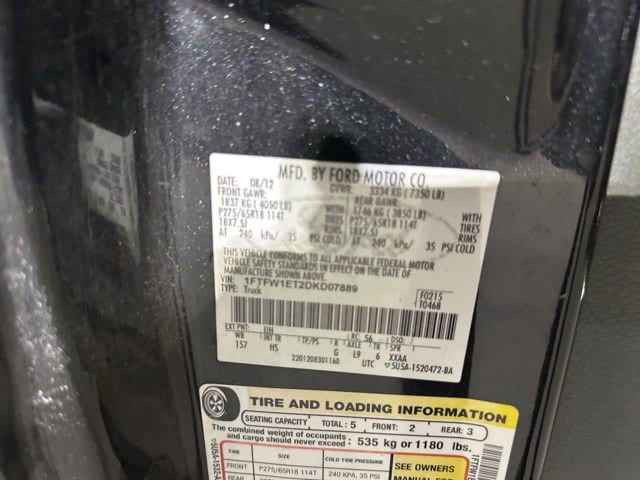 MFD. BY FORD MOTOR CO.
DATE: 08/12 GVWR: 3334 KG (7350 LB)
FRONT GAWR: REAR GAWR:
1837 KG (4050 LB) 1746 KG (3850 LB)
P275/65R18 114T WITH TIRES P275/65R18 114T WITH TIRES
18X7.5J RIMS 18X7.5J RIMS
AT 240 kPa/ 35 PSI COLD AT 240 kPa/ 35 PSI COLD
THIS VEHICLE CONFORMS TO ALL APPLICABLE FEDERAL MOTOR
VEHICLE SAFETY STANDARDS IN EFFECT ON THE DATE OF
MANUFACTURE SHOWN ABOVE.
VIN: 1FTFW1ET2DKD07889 F0215
TYPE: Truck T0468
EXT PNT: UH RC: 56 DSO:
WB INT TR TP/PS R AXLE TR SPR
157 HS G L9 6 XXAA
2201208301160 UTC 5U5A-1520472-BA
TIRE AND LOADING INFORMATION
SEATING CAPACITY TOTAL: 5 FRONT: 2 REAR: 3
The combined weight of occupants
and cargo should never exceed: 535 kg or 1180 lbs.
TIRE SIZE COLD TIRE PRESSURE
FRONT P275/65R18 114T 240 KPA, 35 PSI
SEE OWNERS
MANUAL FOR